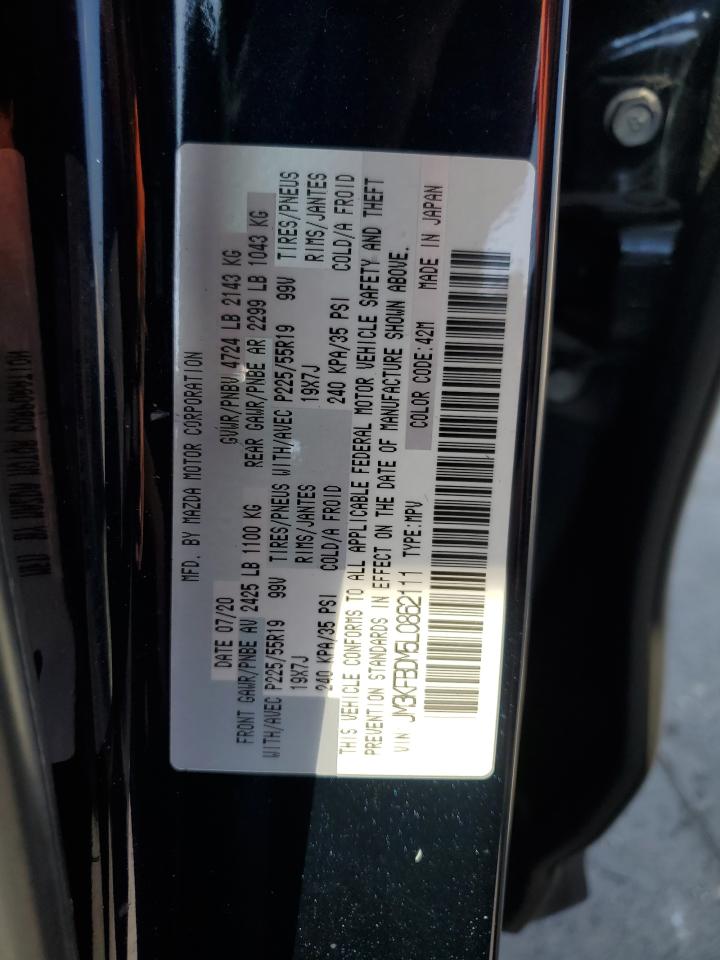 MFD. BY MAZDA MOTOR CORPORATION
DATE 07/20 GVWR/PNBV 4724 LB 2143 KG
FRONT GAWR/PNBE AV 2425 LB 1100 KG REAR GAWR/PNBE AR 2299 LB 1043 KG
WITH/AVEC P225/55R19 99V TIRES/PNEUS WITH/AVEC P225/55R19 99V TIRES/PNEUS
19X7J RIMS/JANTES 19X7J RIMS/JANTES
240 KPA/35 PSI COLD/A FROID 240 KPA/35 PSI COLD/A FROID
THIS VEHICLE CONFORMS TO ALL APPLICABLE FEDERAL MOTOR VEHICLE SAFETY AND THEFT
PREVENTION STANDARDS IN EFFECT ON THE DATE OF MANUFACTURE SHOWN ABOVE.
VIN JM3KFBDM5L0862111 TYPE:MPV COLOR CODE:42M MADE IN JAPAN